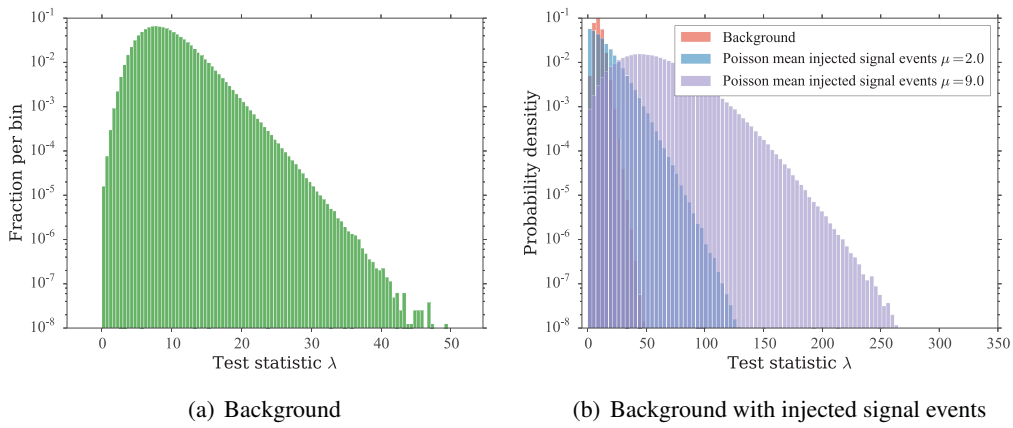 10^-1
10^-2
10^-3
10^-4
10^-5
10^-6
10^-7
10^-8
Fraction per bin
0 10 20 30 40 50
Test statistic λ
(a) Background
10^-1
10^-2
10^-3
10^-4
10^-5
10^-6
10^-7
10^-8
Probability densitiy
Background
Poisson mean injected signal events μ=2.0
Poisson mean injected signal events μ=9.0
0 50 100 150 200 250 300 350
Test statistic λ
(b) Background with injected signal events